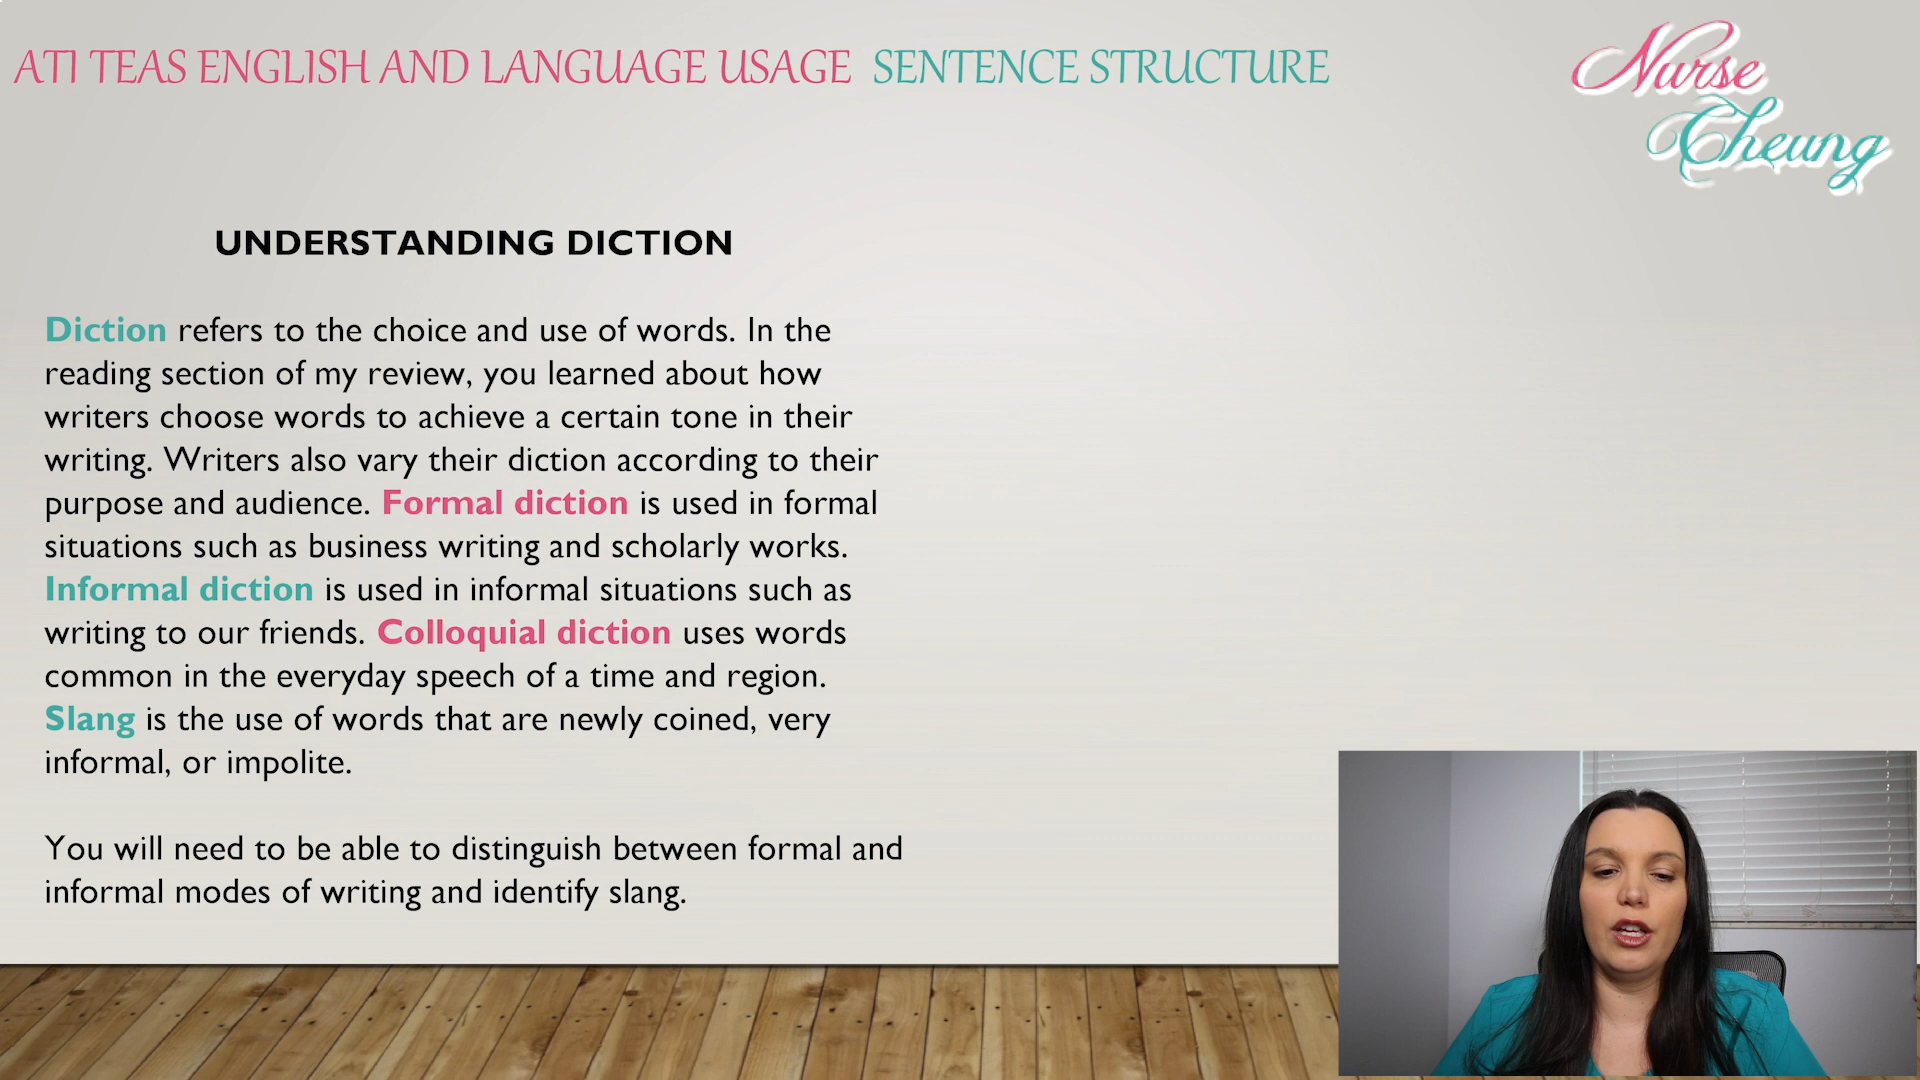 ATI TEAS ENGLISH AND LANGUAGE USAGE SENTENCE STRUCTURE
Nurse
Cheung
UNDERSTANDING DICTION
Diction refers to the choice and use of words. In the
reading section of my review, you learned about how
writers choose words to achieve a certain tone in their
writing. Writers also vary their diction according to their
purpose and audience. Formal diction is used in formal
situations such as business writing and scholarly works.
Informal diction is used in informal situations such as
writing to our friends. Colloquial diction uses words
common in the everyday speech of a time and region.
Slang is the use of words that are newly coined, very
informal, or impolite.
You will need to be able to distinguish between formal and
informal modes of writing and identify slang.